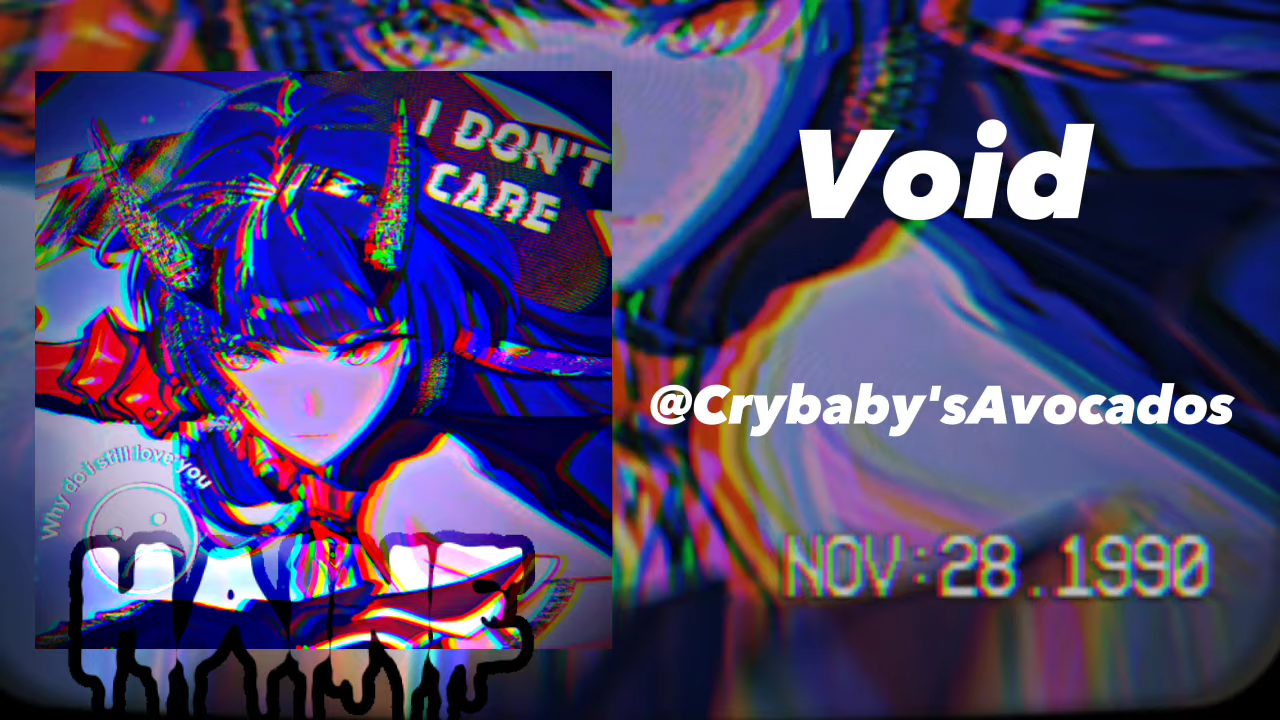 I DON'T
CARE
Why do i still love you
Void
@Crybaby'sAvocados
NOV:28.1990